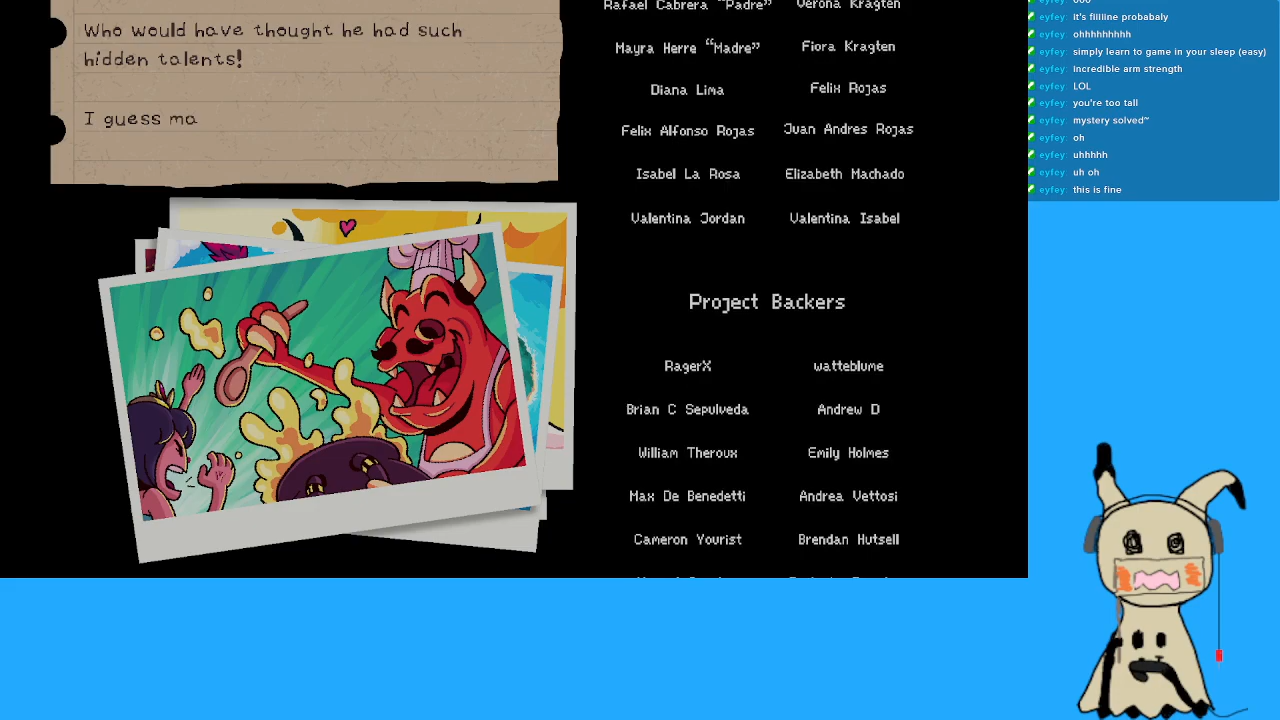 Who would have thought he had such
hidden talents!
I guess ma
Rafael Cabrera "Padre" Verona Kragten
Mayra Herre "Madre" Fiora Kragten
Diana Lima Felix Rojas
Felix Alfonso Rojas Juan Andres Rojas
Isabel La Rosa Elizabeth Machado
Valentina Jordan Valentina Isabel
Project Backers
RagerX watteblume
Brian C Sepulveda Andrew D
William Theroux Emily Holmes
Max De Benedetti Andrea Vettosi
Cameron Yourist Brendan Hutsell
eyfey: ooo
eyfey: it's fillline probabaly
eyfey: ohhhhhhhhh
eyfey: simply learn to game in your sleep (easy)
eyfey: incredible arm strength
eyfey: LOL
eyfey: you're too tall
eyfey: mystery solved~
eyfey: oh
eyfey: uhhhhh
eyfey: uh oh
eyfey: this is fine